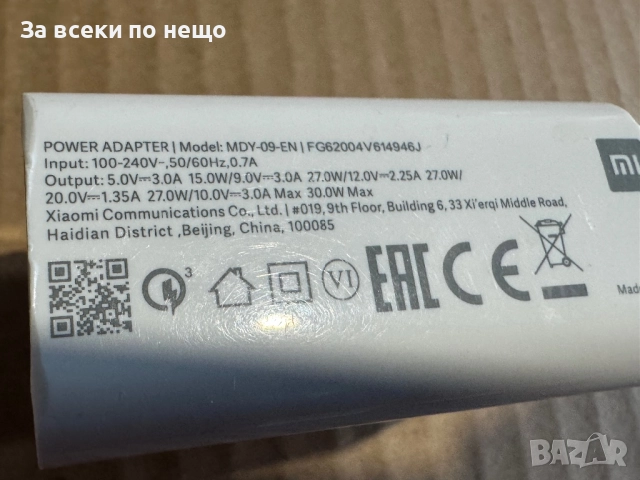 За всеки по нещо
POWER ADAPTER | Model: MDY-09-EN | FG62004V614946J
Input: 100-240V~,50/60Hz,0.7A
Output: 5.0V⎓3.0A 15.0W/9.0V⎓3.0A 27.0W/12.0V⎓2.25A 27.0W/
20.0V⎓1.35A 27.0W/10.0V⎓3.0A Max 30.0W Max
Xiaomi Communications Co., Ltd. | #019, 9th Floor, Building 6, 33 Xi'erqi Middle Road,
Haidian District ,Beijing, China, 100085
mi
3
VI
EAC CE
Made
BAZAR